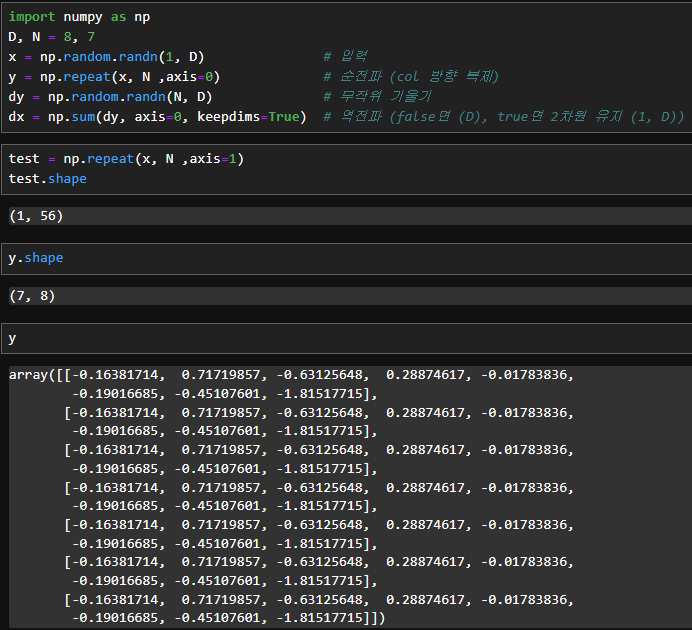 import numpy as np
D, N = 8, 7
x = np.random.randn(1, D) # 입력
y = np.repeat(x, N ,axis=0) # 순전파 (col 방향 복제)
dy = np.random.randn(N, D) # 무작위 기울기
dx = np.sum(dy, axis=0, keepdims=True) # 역전파 (false면 (D), true면 2차원 유지 (1, D))
test = np.repeat(x, N ,axis=1)
test.shape
(1, 56)
y.shape
(7, 8)
y
array([[-0.16381714, 0.71719857, -0.63125648, 0.28874617, -0.01783836,
-0.19016685, -0.45107601, -1.81517715],
[-0.16381714, 0.71719857, -0.63125648, 0.28874617, -0.01783836,
-0.19016685, -0.45107601, -1.81517715],
[-0.16381714, 0.71719857, -0.63125648, 0.28874617, -0.01783836,
-0.19016685, -0.45107601, -1.81517715],
[-0.16381714, 0.71719857, -0.63125648, 0.28874617, -0.01783836,
-0.19016685, -0.45107601, -1.81517715],
[-0.16381714, 0.71719857, -0.63125648, 0.28874617, -0.01783836,
-0.19016685, -0.45107601, -1.81517715],
[-0.16381714, 0.71719857, -0.63125648, 0.28874617, -0.01783836,
-0.19016685, -0.45107601, -1.81517715],
[-0.16381714, 0.71719857, -0.63125648, 0.28874617, -0.01783836,
-0.19016685, -0.45107601, -1.81517715]])